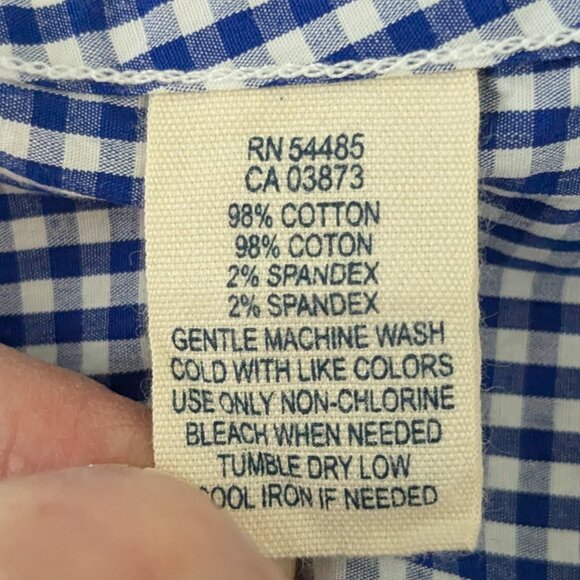 RN 54485
CA 03873
98% COTTON
98% COTON
2% SPANDEX
2% SPANDEX
GENTLE MACHINE WASH
COLD WITH LIKE COLORS
USE ONLY NON-CHLORINE
BLEACH WHEN NEEDED
TUMBLE DRY LOW
COOL IRON IF NEEDED